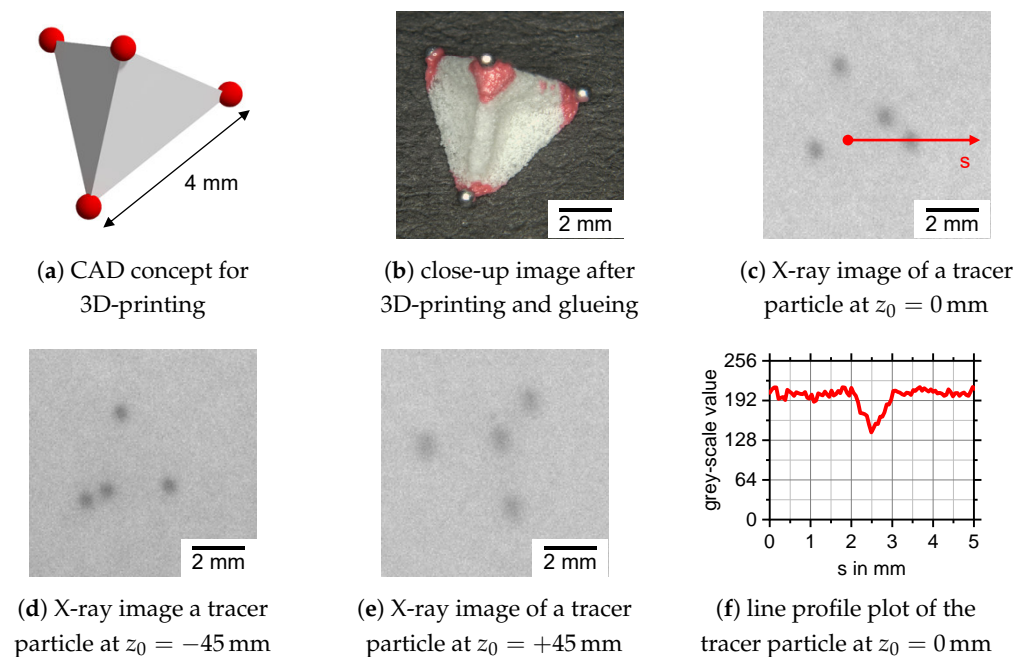 4 mm
2 mm
2 mm
s
(a) CAD concept for
3D-printing
(b) close-up image after
3D-printing and glueing
(c) X-ray image of a tracer
particle at z₀ = 0 mm
2 mm
2 mm
256
192
128
64
0
grey-scale value
0 1 2 3 4 5
s in mm
(d) X-ray image a tracer
particle at z₀ = −45 mm
(e) X-ray image of a tracer
particle at z₀ = +45 mm
(f) line profile plot of the
tracer particle at z₀ = 0 mm